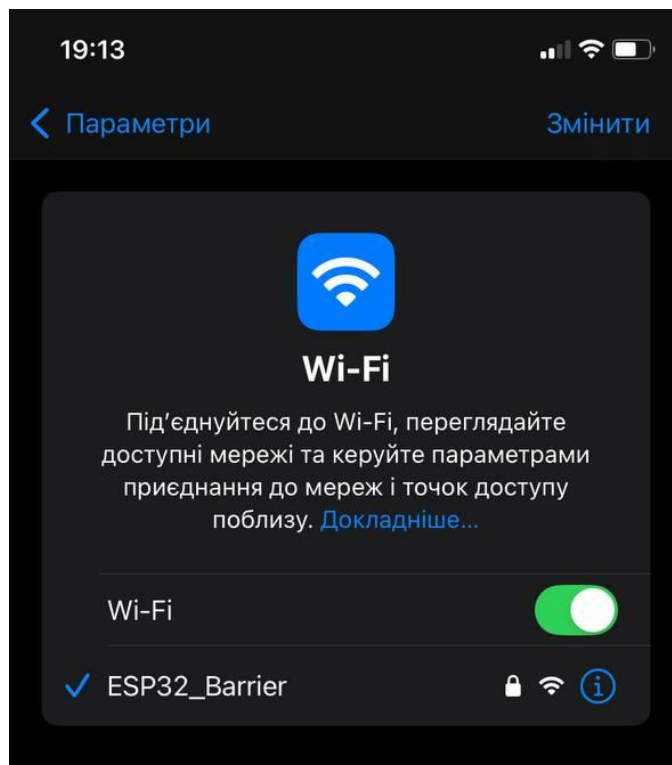 19:13
Параметри
Змінити
Wi-Fi
Під’єднуйтеся до Wi-Fi, переглядайте
доступні мережі та керуйте параметрами
приєднання до мереж і точок доступу
поблизу. Докладніше...
Wi-Fi
ESP32_Barrier